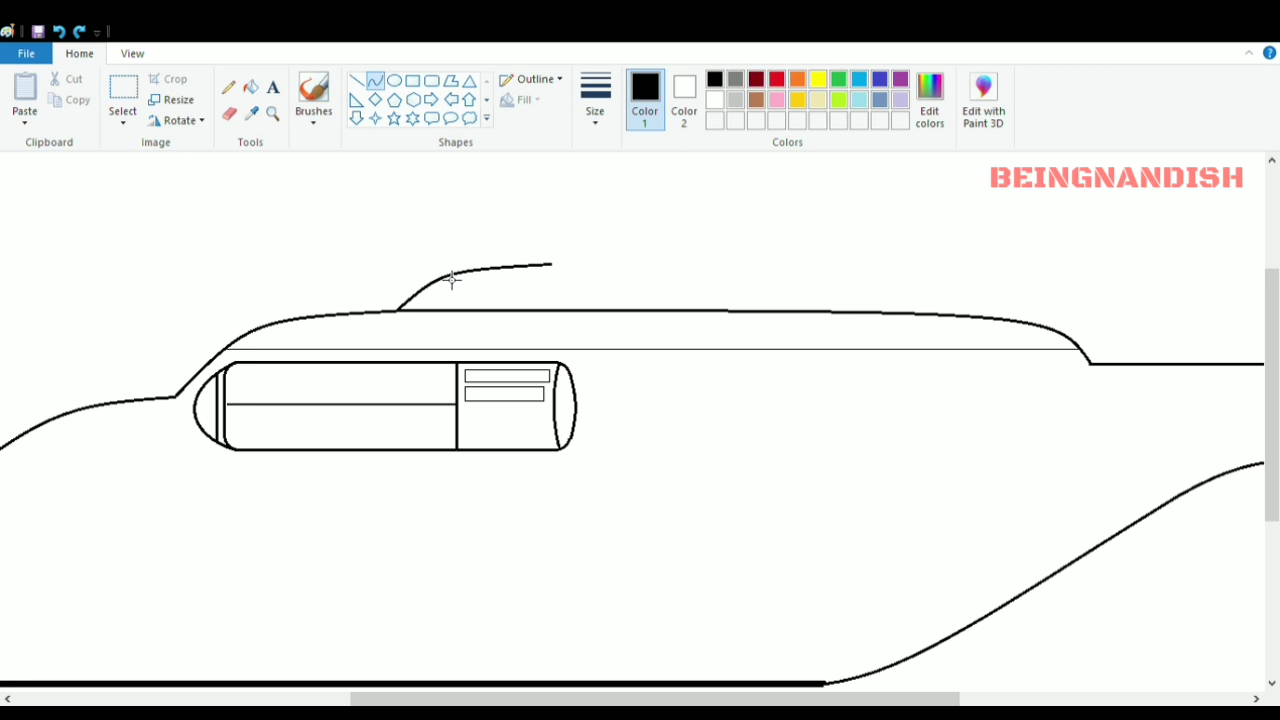 File Home View
Paste
Cut
Copy
Clipboard
Select
Crop
Resize
Rotate
Image
Tools
Brushes
Shapes
Outline
Fill
Size
Color
1
Color
2
Edit
colors
Colors
Edit with
Paint 3D
BEINGNANDISH